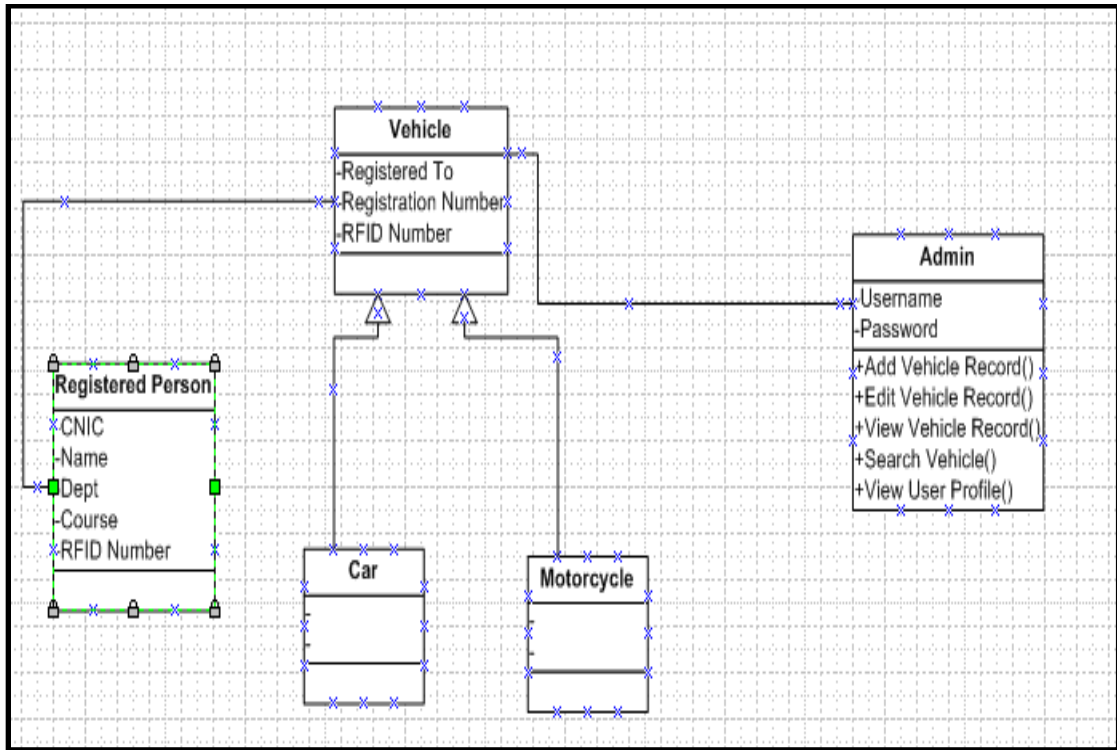 Vehicle
-Registered To
-Registration Number
-RFID Number
Admin
-Username
-Password
+Add Vehicle Record()
+Edit Vehicle Record()
+View Vehicle Record()
+Search Vehicle()
+View User Profile()
Registered Person
-CNIC
-Name
-Dept
-Course
-RFID Number
Car
-
-
Motorcycle
-
-